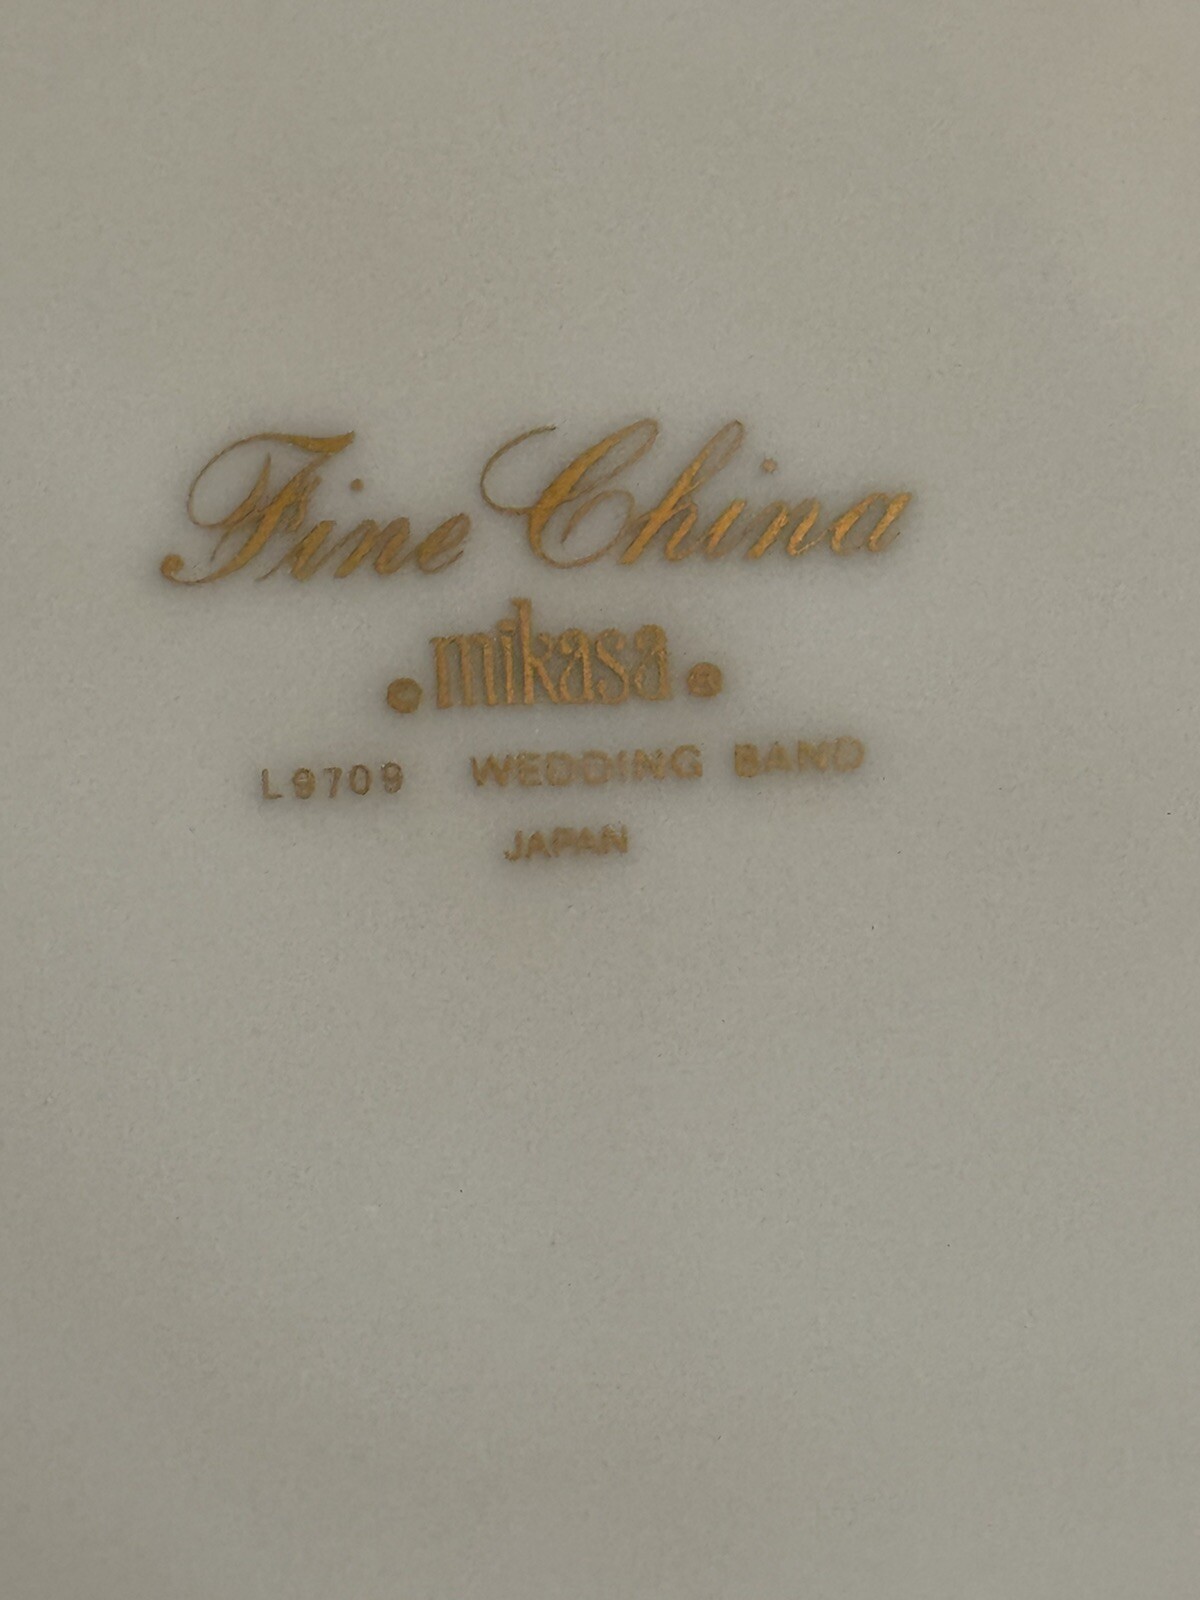 Fine China
© mikasa ®
L9709 WEDDING BAND
JAPAN